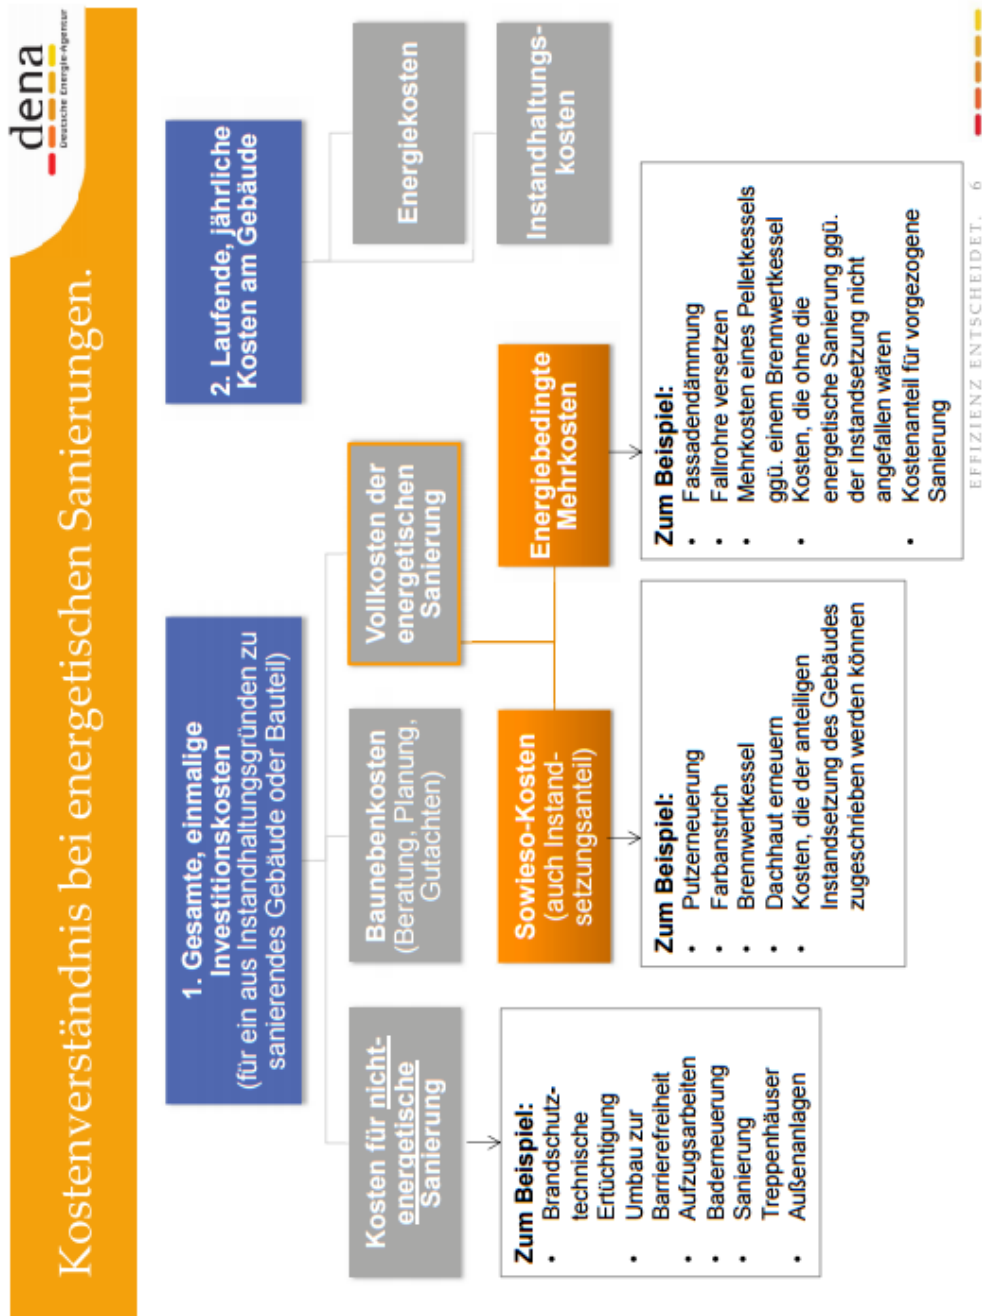 Kostenverständnis bei energetischen Sanierungen.
dena
Deutsche Energie-Agentur
1. Gesamte, einmalige
Investitionskosten
(für ein aus Instandhaltungsgründen zu
sanierendes Gebäude oder Bauteil)
2. Laufende, jährliche
Kosten am Gebäude
Kosten für nicht-
energetische
Sanierung
Baunebenkosten
(Beratung, Planung,
Gutachten)
Vollkosten der
energetischen
Sanierung
Energiekosten
Sowieso-Kosten
(auch Instand-
setzungsanteil)
Energiebedingte
Mehrkosten
Instandhaltungs-
kosten
Zum Beispiel:
• Brandschutz-
technische
Ertüchtigung
• Umbau zur
Barrierefreiheit
• Aufzugsarbeiten
• Baderneuerung
• Sanierung
Treppenhäuser
• Außenanlagen
Zum Beispiel:
• Putzerneuerung
• Farbanstrich
• Brennwertkessel
• Dachhaut erneuern
• Kosten, die der anteiligen
Instandsetzung des Gebäudes
zugeschrieben werden können
Zum Beispiel:
• Fassadendämmung
• Fallrohre versetzen
• Mehrkosten eines Pelletkessels
ggü. einem Brennwertkessel
• Kosten, die ohne die
energetische Sanierung ggü.
der Instandsetzung nicht
angefallen wären
• Kostenanteil für vorgezogene
Sanierung
EFFIZIENZ ENTSCHEIDET. 6